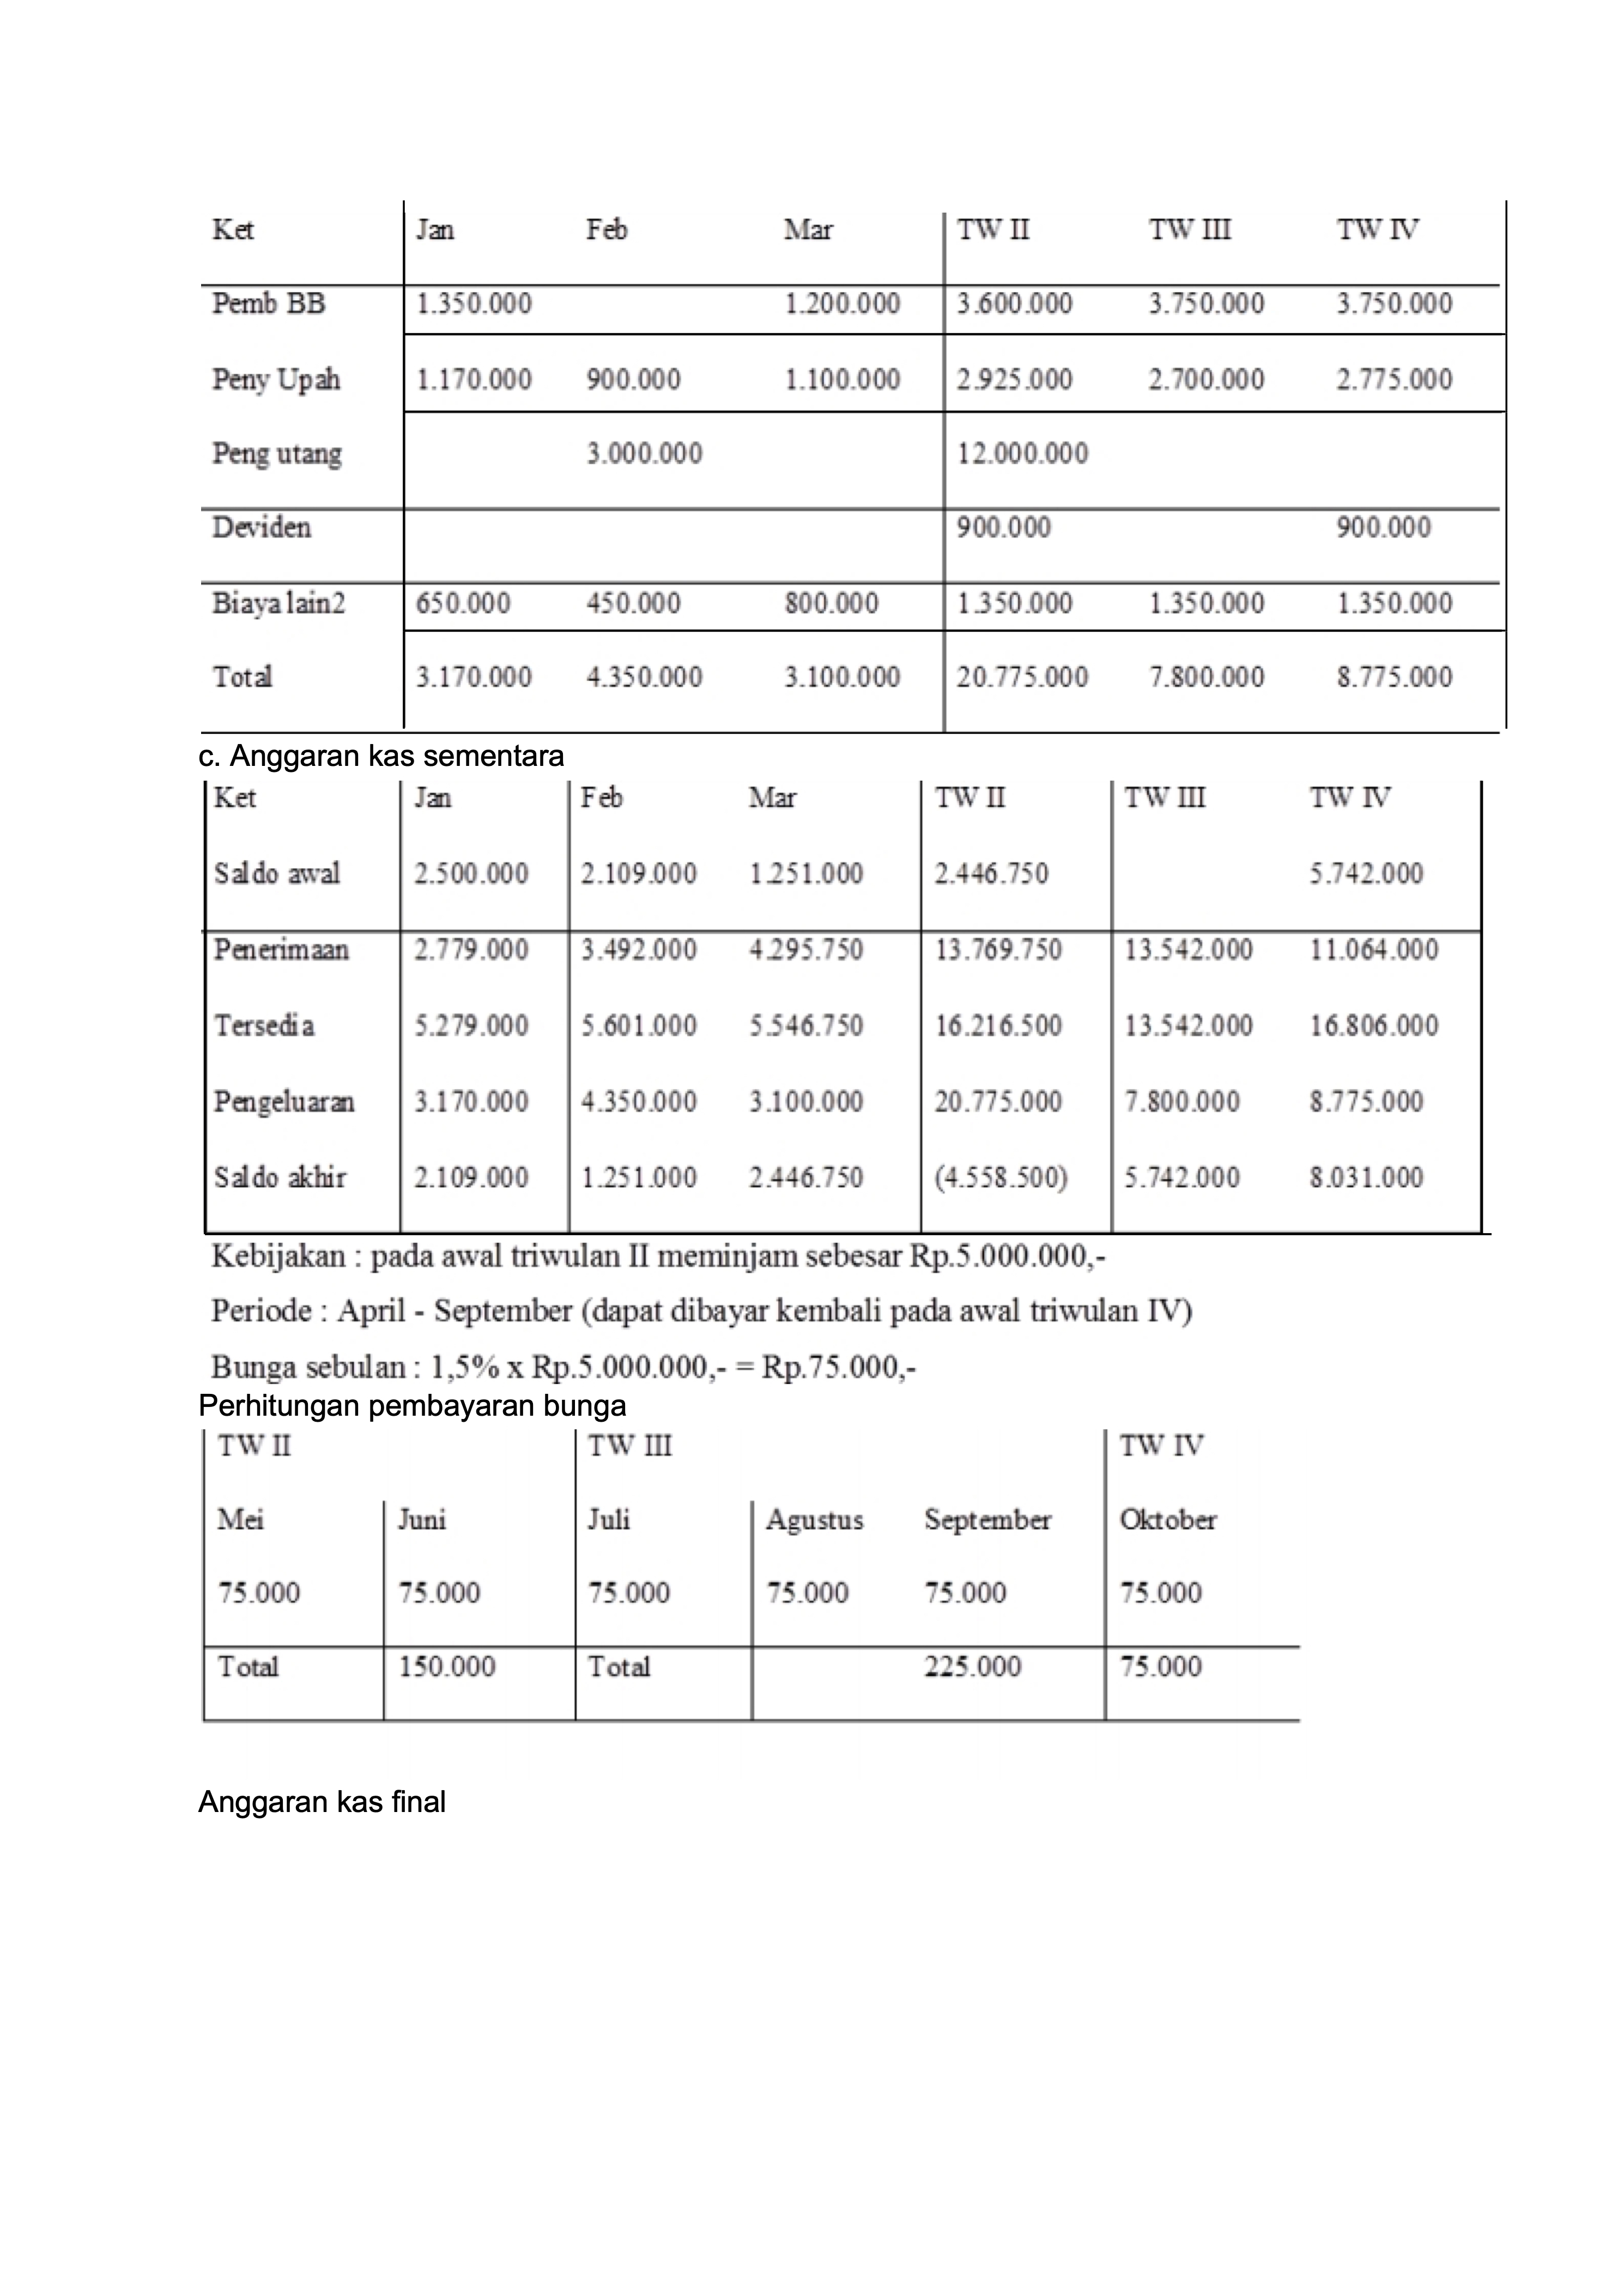 Ket Jan Feb Mar TW II TW III TW IV
Pemb BB 1.350.000 1.200.000 3.600.000 3.750.000 3.750.000
Peny Upah 1.170.000 900.000 1.100.000 2.925.000 2.700.000 2.775.000
Peng utang 3.000.000 12.000.000
Deviden 900.000 900.000
Biaya lain2 650.000 450.000 800.000 1.350.000 1.350.000 1.350.000
Total 3.170.000 4.350.000 3.100.000 20.775.000 7.800.000 8.775.000
c. Anggaran kas sementara
Ket Jan Feb Mar TW II TW III TW IV
Saldo awal 2.500.000 2.109.000 1.251.000 2.446.750 5.742.000
Penerimaan 2.779.000 3.492.000 4.295.750 13.769.750 13.542.000 11.064.000
Tersedia 5.279.000 5.601.000 5.546.750 16.216.500 13.542.000 16.806.000
Pengeluaran 3.170.000 4.350.000 3.100.000 20.775.000 7.800.000 8.775.000
Saldo akhir 2.109.000 1.251.000 2.446.750 (4.558.500) 5.742.000 8.031.000
Kebijakan : pada awal triwulan II meminjam sebesar Rp.5.000.000,-
Periode : April - September (dapat dibayar kembali pada awal triwulan IV)
Bunga sebulan : 1,5% x Rp.5.000.000,- = Rp.75.000,-
Perhitungan pembayaran bunga
TW II TW III TW IV
Mei Juni Juli Agustus September Oktober
75.000 75.000 75.000 75.000 75.000 75.000
Total 150.000 Total 225.000 75.000
Anggaran kas final